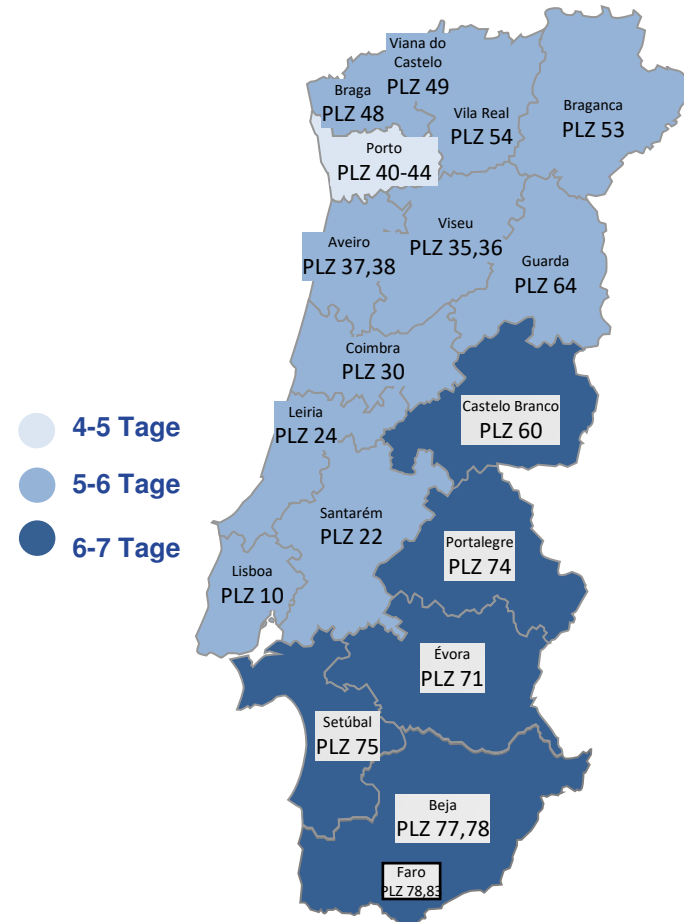 Viana do
Castelo
PLZ 49
Braga
PLZ 48
Vila Real
PLZ 54
Braganca
PLZ 53
Porto
PLZ 40-44
Viseu
PLZ 35,36
Aveiro
PLZ 37,38
Guarda
PLZ 64
Coimbra
PLZ 30
Castelo Branco
PLZ 60
Leiria
PLZ 24
4-5 Tage
5-6 Tage
6-7 Tage
Santarém
PLZ 22
Portalegre
PLZ 74
Lisboa
PLZ 10
Évora
PLZ 71
Setúbal
PLZ 75
Beja
PLZ 77,78
Faro
PLZ 78,83